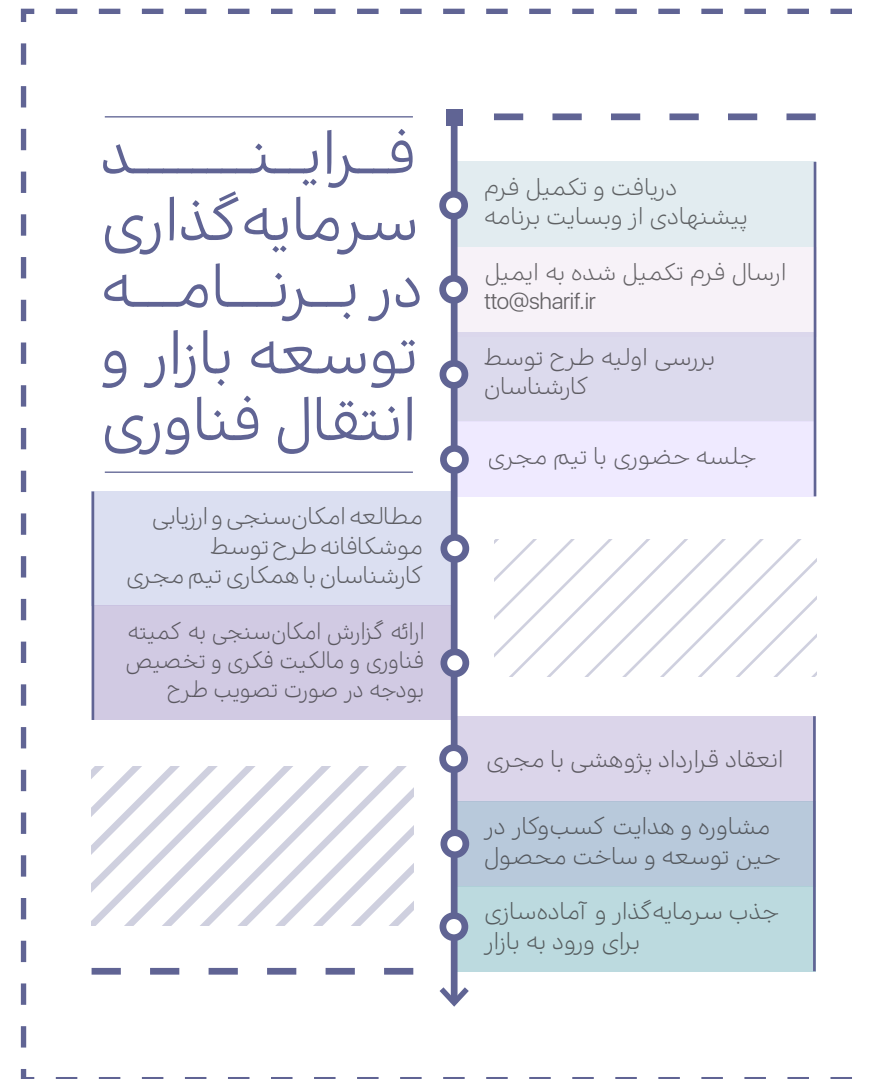 فرایند
سرمایه‌گذاری
در برنامه
توسعه بازار و
انتقال فناوری
دریافت و تکمیل فرم
پیشنهادی از وبسایت برنامه
ارسال فرم تکمیل شده به ایمیل
tto@sharif.ir
بررسی اولیه طرح توسط
کارشناسان
جلسه حضوری با تیم مجری
مطالعه امکان‌سنجی و ارزیابی
موشکافانه طرح توسط
کارشناسان با همکاری تیم مجری
ارائه گزارش امکان‌سنجی به کمیته
فناوری و مالکیت فکری و تخصیص
بودجه در صورت تصویب طرح
انعقاد قرارداد پژوهشی با مجری
مشاوره و هدایت کسب‌وکار در
حین توسعه و ساخت محصول
جذب سرمایه‌گذار و آماده‌سازی
برای ورود به بازار